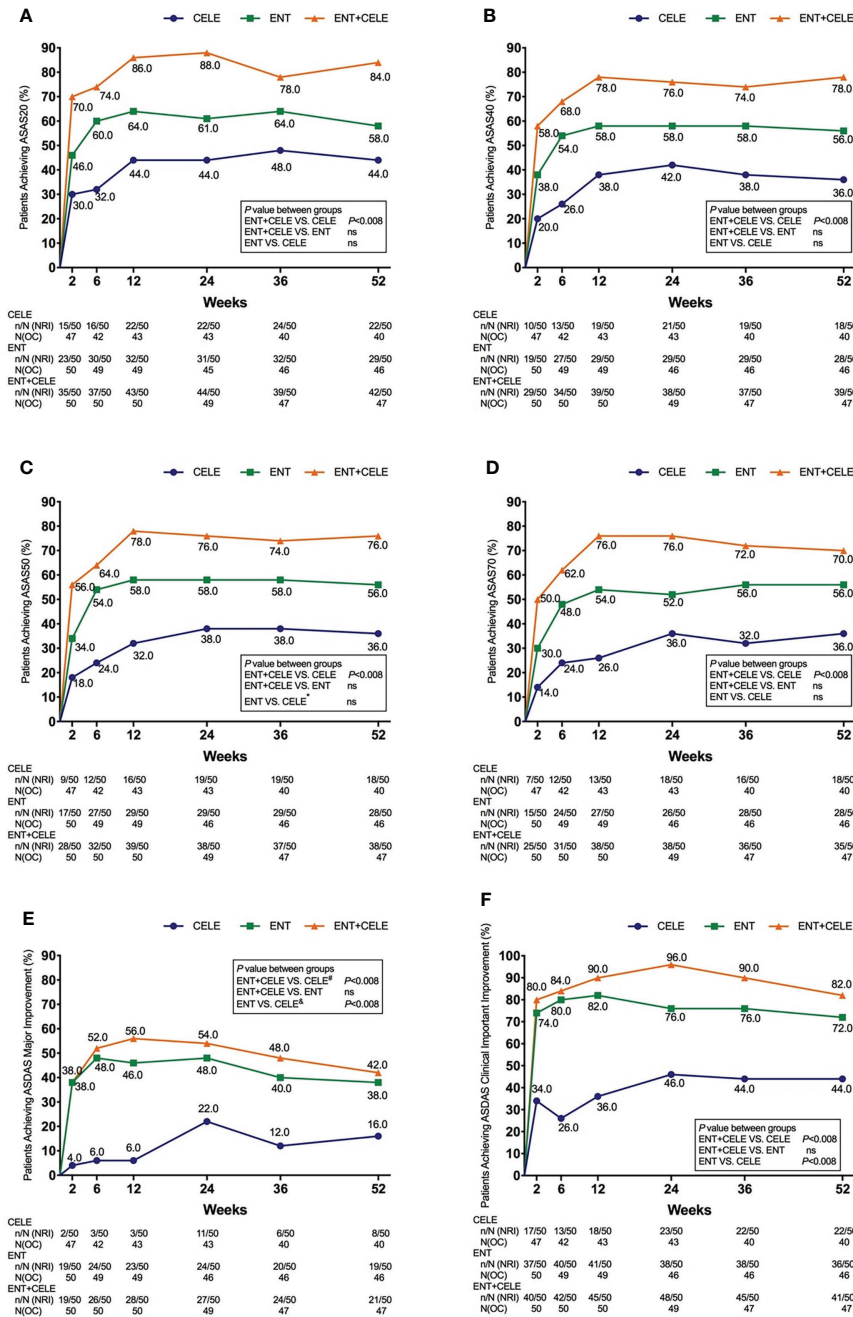 A
CELE ENT ENT+CELE
Patients Achieving ASAS20 (%)
90
80
70
60
50
40
30
20
10
0
70.0 74.0 86.0 88.0 78.0 84.0
46.0 60.0 64.0 61.0 64.0 58.0
30.0 32.0 44.0 44.0 48.0 44.0
P value between groups
ENT+CELE VS. CELE P<0.008
ENT+CELE VS. ENT ns
ENT VS. CELE ns
2 6 12 24 36 52
Weeks
CELE
n/N (NRI) 15/50 16/50 22/50 22/50 24/50 22/50
N(OC) 47 42 43 43 40 40
ENT
n/N (NRI) 23/50 30/50 32/50 31/50 32/50 29/50
N(OC) 50 49 49 45 46 46
ENT+CELE
n/N (NRI) 35/50 37/50 43/50 44/50 39/50 42/50
N(OC) 50 50 50 49 47 47
B
CELE ENT ENT+CELE
Patients Achieving ASAS40 (%)
90
80
70
60
50
40
30
20
10
0
58.0 68.0 78.0 76.0 74.0 78.0
38.0 54.0 58.0 58.0 58.0 56.0
20.0 26.0 38.0 42.0 38.0 36.0
P value between groups
ENT+CELE VS. CELE P<0.008
ENT+CELE VS. ENT ns
ENT VS. CELE ns
2 6 12 24 36 52
Weeks
CELE
n/N (NRI) 10/50 13/50 19/50 21/50 19/50 18/50
N(OC) 47 42 43 43 40 40
ENT
n/N (NRI) 19/50 27/50 29/50 29/50 29/50 28/50
N(OC) 50 49 49 46 46 46
ENT+CELE
n/N (NRI) 29/50 34/50 39/50 38/50 37/50 39/50
N(OC) 50 50 50 49 47 47
C
CELE ENT ENT+CELE
Patients Achieving ASAS50 (%)
90
80
70
60
50
40
30
20
10
0
56.0 64.0 78.0 76.0 74.0 76.0
34.0 54.0 58.0 58.0 58.0 56.0
18.0 24.0 32.0 38.0 38.0 36.0
P value between groups
ENT+CELE VS. CELE P<0.008
ENT+CELE VS. ENT ns
ENT VS. CELE* ns
2 6 12 24 36 52
Weeks
CELE
n/N (NRI) 9/50 12/50 16/50 19/50 19/50 18/50
N(OC) 47 42 43 43 40 40
ENT
n/N (NRI) 17/50 27/50 29/50 29/50 29/50 28/50
N(OC) 50 49 49 46 46 46
ENT+CELE
n/N (NRI) 28/50 32/50 39/50 38/50 37/50 38/50
N(OC) 50 50 50 49 47 47
D
CELE ENT ENT+CELE
Patients Achieving ASAS70 (%)
90
80
70
60
50
40
30
20
10
0
50.0 62.0 76.0 76.0 72.0 70.0
30.0 48.0 54.0 52.0 56.0 56.0
14.0 24.0 26.0 36.0 32.0 36.0
P value between groups
ENT+CELE VS. CELE P<0.008
ENT+CELE VS. ENT ns
ENT VS. CELE ns
2 6 12 24 36 52
Weeks
CELE
n/N (NRI) 7/50 12/50 13/50 18/50 16/50 18/50
N(OC) 47 42 43 43 40 40
ENT
n/N (NRI) 15/50 24/50 27/50 26/50 28/50 28/50
N(OC) 50 49 49 46 46 46
ENT+CELE
n/N (NRI) 25/50 31/50 38/50 38/50 36/50 35/50
N(OC) 50 50 50 49 47 47
E
CELE ENT ENT+CELE
Patients Achieving ASDAS Major Improvement (%)
90
80
70
60
50
40
30
20
10
0
P value between groups
ENT+CELE VS. CELE# P<0.008
ENT+CELE VS. ENT ns
ENT VS. CELE& P<0.008
38.0 52.0 56.0 54.0 48.0 42.0
38.0 48.0 46.0 48.0 40.0 38.0
4.0 6.0 6.0 22.0 12.0 16.0
2 6 12 24 36 52
Weeks
CELE
n/N (NRI) 2/50 3/50 3/50 11/50 6/50 8/50
N(OC) 47 42 43 43 40 40
ENT
n/N (NRI) 19/50 24/50 23/50 24/50 20/50 19/50
N(OC) 50 49 49 46 46 46
ENT+CELE
n/N (NRI) 19/50 26/50 28/50 27/50 24/50 21/50
N(OC) 50 50 50 49 47 47
F
CELE ENT ENT+CELE
Patients Achieving ASDAS Clinical Important Improvement (%)
100
90
80
70
60
50
40
30
20
10
0
80.0 84.0 90.0 96.0 90.0 82.0
74.0 80.0 82.0 76.0 76.0 72.0
34.0 26.0 36.0 46.0 44.0 44.0
P value between groups
ENT+CELE VS. CELE P<0.008
ENT+CELE VS. ENT ns
ENT VS. CELE P<0.008
2 6 12 24 36 52
Weeks
CELE
n/N (NRI) 17/50 13/50 18/50 23/50 22/50 22/50
N(OC) 47 42 43 43 40 40
ENT
n/N (NRI) 37/50 40/50 41/50 38/50 38/50 36/50
N(OC) 50 49 49 46 46 46
ENT+CELE
n/N (NRI) 40/50 42/50 45/50 48/50 45/50 41/50
N(OC) 50 50 50 49 47 47